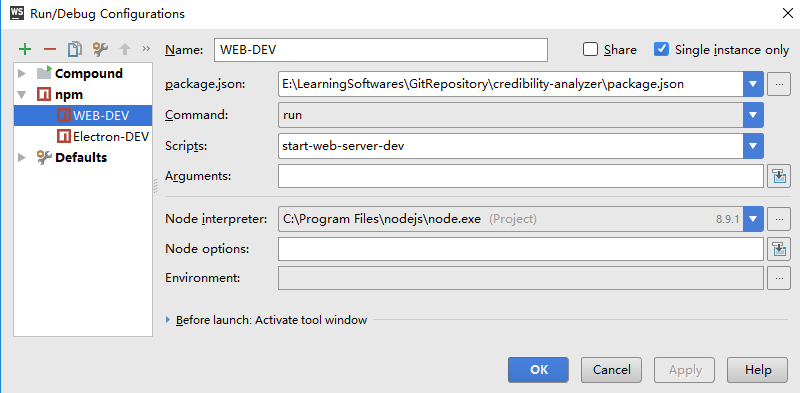 WS Run/Debug Configurations
Name: WEB-DEV Share Single instance only
Compound
npm
WEB-DEV
Electron-DEV
Defaults
package.json: E:\LearningSoftwares\GitRepository\credibility-analyzer\package.json ...
Command: run
Scripts: start-web-server-dev
Arguments:
Node interpreter: C:\Program Files\nodejs\node.exe (Project) 8.9.1 ...
Node options:
Environment: ...
Before launch: Activate tool window
OK Cancel Apply Help